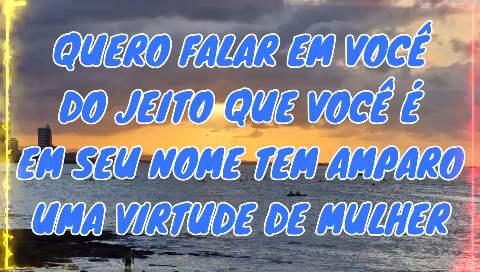 QUERO FALAR EM VOCÊ
DO JEITO QUE VOCÊ É
EM SEU NOME TEM AMPARO
UMA VIRTUDE DE MULHER